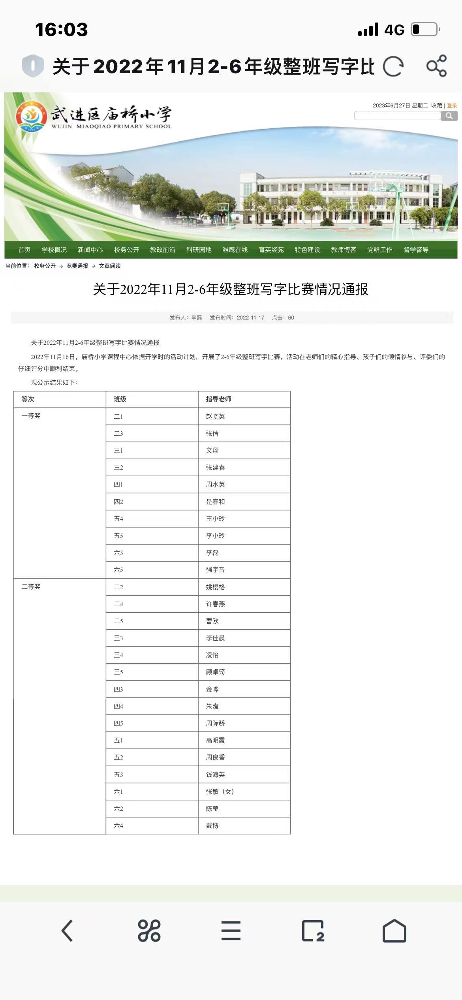 16:03
4G
关于2022年11月2-6年级整班写字比
武进区庙桥小学
WUJIN MIAOQIAO PRIMARY SCHOOL
1913
2023年6月27日 星期二 收藏 | 登录
首页 学校概况 新闻中心 校务公开 教改前沿 科研园地 雏鹰在线 育英经苑 特色建设 教师博客 党群工作 督学督导
当前位置： 校务公开 → 竞赛通报 → 文章阅读
关于2022年11月2-6年级整班写字比赛情况通报
发布人：李磊 发布时间：2022-11-17 点击：60
关于2022年11月2-6年级整班写字比赛情况通报
2022年11月16日，庙桥小学课程中心依据开学时的活动计划，开展了2-6年级整班写字比赛。活动在老师们的精心指导、孩子们的倾情参与、评委们的
仔细评分中顺利结束。
现公示结果如下：
等次 班级 指导老师
一等奖 二1 赵晓英
二3 张倩
三1 文翔
三2 张建春
四1 周水英
四2 是春和
五4 王小玲
五5 李小玲
六3 李磊
六5 强宇音
二等奖 二2 姚樱格
二4 许春燕
二5 曹欧
三3 李佳晨
三4 凌怡
三5 顾卓筠
四3 金晔
四4 朱滢
四5 周际骄
五1 高明霞
五2 周良香
五3 钱海英
六1 张敏（女）
六2 陈莹
六4 戴博
2